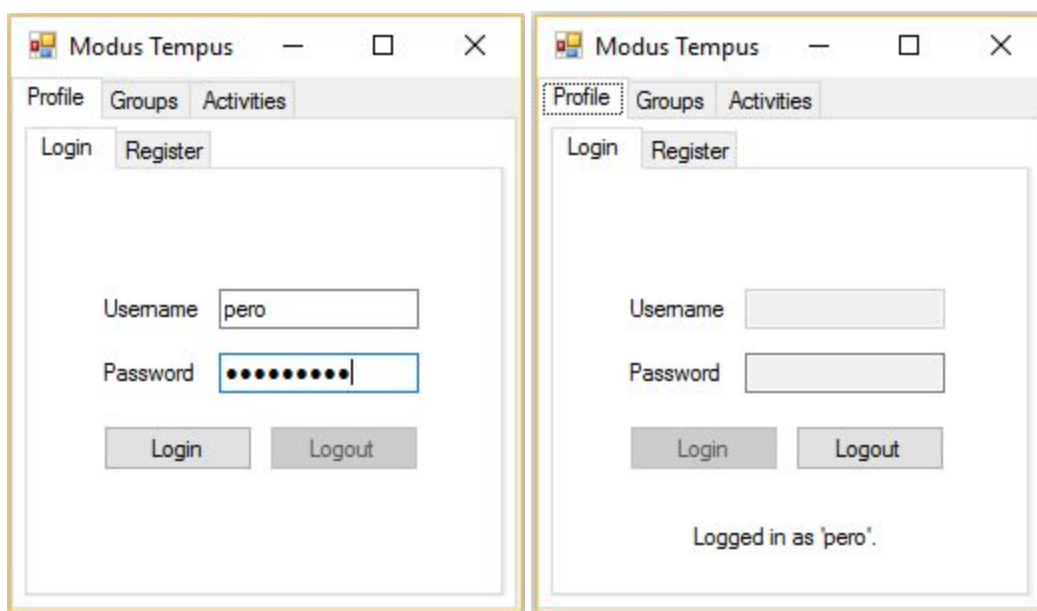 Modus Tempus
Profile Groups Activities
Login Register
Username pero
Password ●●●●●●●●●
Login Logout
Modus Tempus
Profile Groups Activities
Login Register
Username
Password
Login Logout
Logged in as 'pero'.